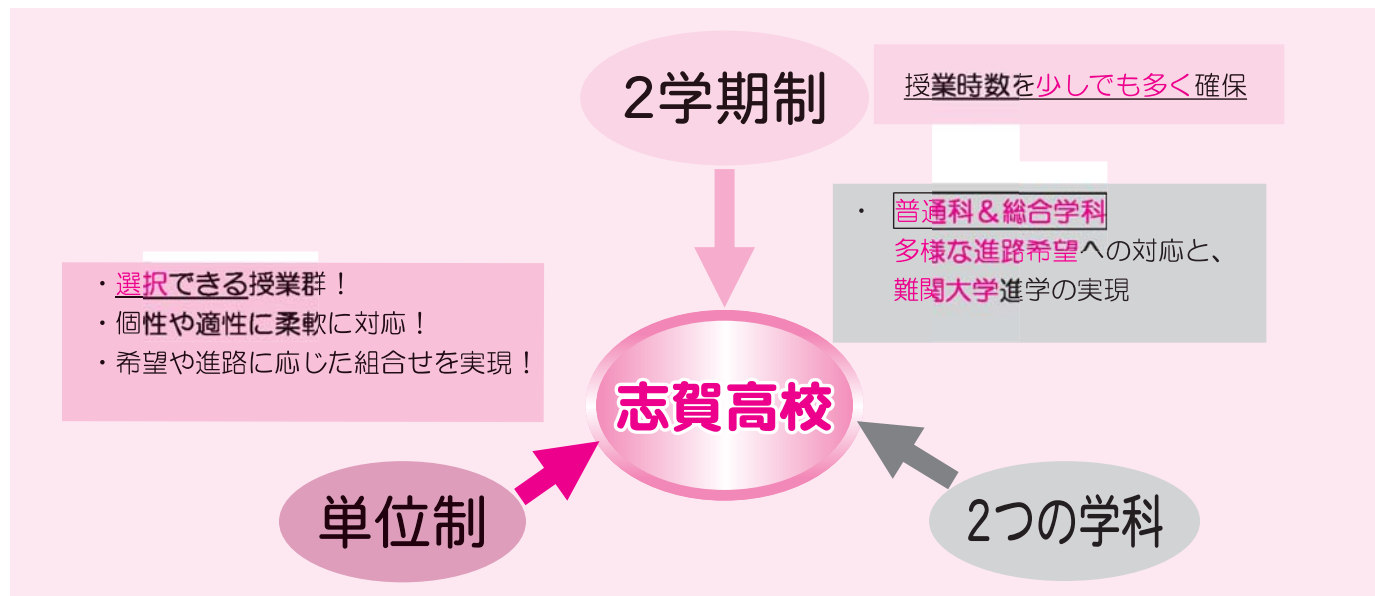 2学期制
授業時数を少しでも多く確保
・ 普通科＆総合学科
多様な進路希望への対応と、
難関大学進学の実現
・選択できる授業群！
・個性や適性に柔軟に対応！
・希望や進路に応じた組合せを実現！
志賀高校
単位制
2つの学科